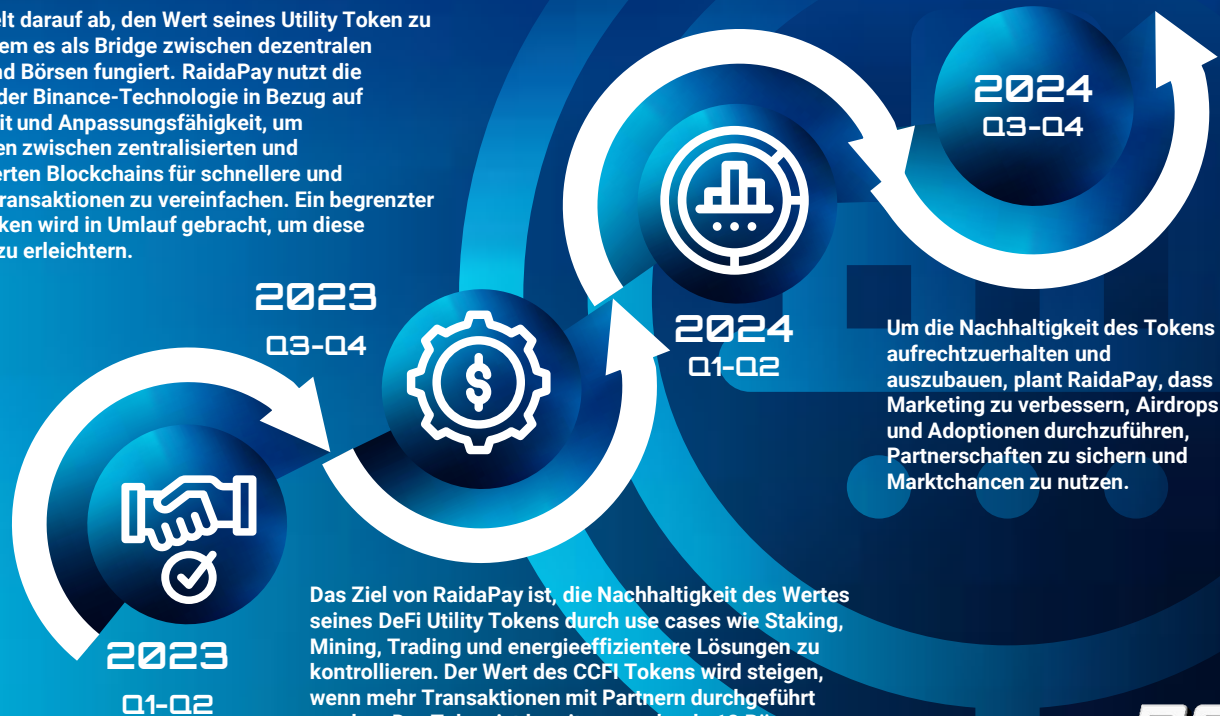 elt darauf ab, den Wert seines Utility Token zu
em es als Bridge zwischen dezentralen
nd Börsen fungiert. RaidaPay nutzt die
der Binance-Technologie in Bezug auf
it und Anpassungsfähigkeit, um
en zwischen zentralisierten und
erten Blockchains für schnellere und
ransaktionen zu vereinfachen. Ein begrenzter
ken wird in Umlauf gebracht, um diese
zu erleichtern.
2023
Q3-Q4
2024
Q3-Q4
2024
Q1-Q2
Um die Nachhaltigkeit des Tokens
aufrechtzuerhalten und
auszubauen, plant RaidaPay, dass
Marketing zu verbessern, Airdrops
und Adoptionen durchzuführen,
Partnerschaften zu sichern und
Marktchancen zu nutzen.
2023
Q1-Q2
Das Ziel von RaidaPay ist, die Nachhaltigkeit des Wertes
seines DeFi Utility Tokens durch use cases wie Staking,
Mining, Trading und energieeffizientere Lösungen zu
kontrollieren. Der Wert des CCFI Tokens wird steigen,
wenn mehr Transaktionen mit Partnern durchgeführt